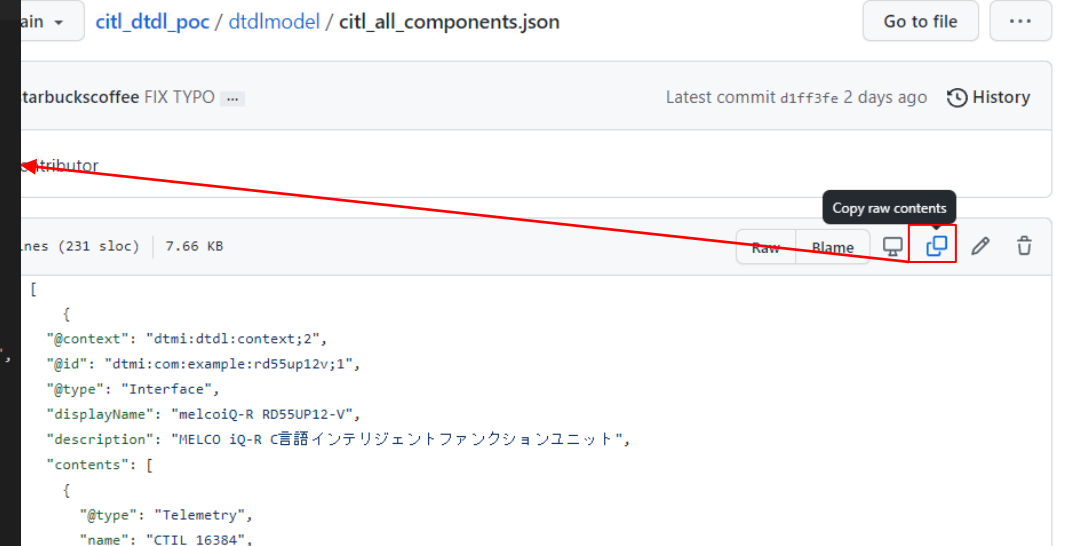 ain
citl_dtdl_poc / dtdlmodel / citl_all_components.json
Go to file
...
tarbuckscoffee FIX TYPO ...
Latest commit d1ff3fe 2 days ago
History
ontributor
Copy raw contents
ines (231 sloc)
7.66 KB
Raw
Blame
[
{
"@context": "dtmi:dtdl:context;2",
"@id": "dtmi:com:example:rd55up12v;1",
"@type": "Interface",
"displayName": "melcoiQ-R RD55UP12-V",
"description": "MELCO iQ-R C言語インテリジェントファンクションユニット",
"contents": [
{
"@type": "Telemetry",
"name": "CTIL 16384",
",